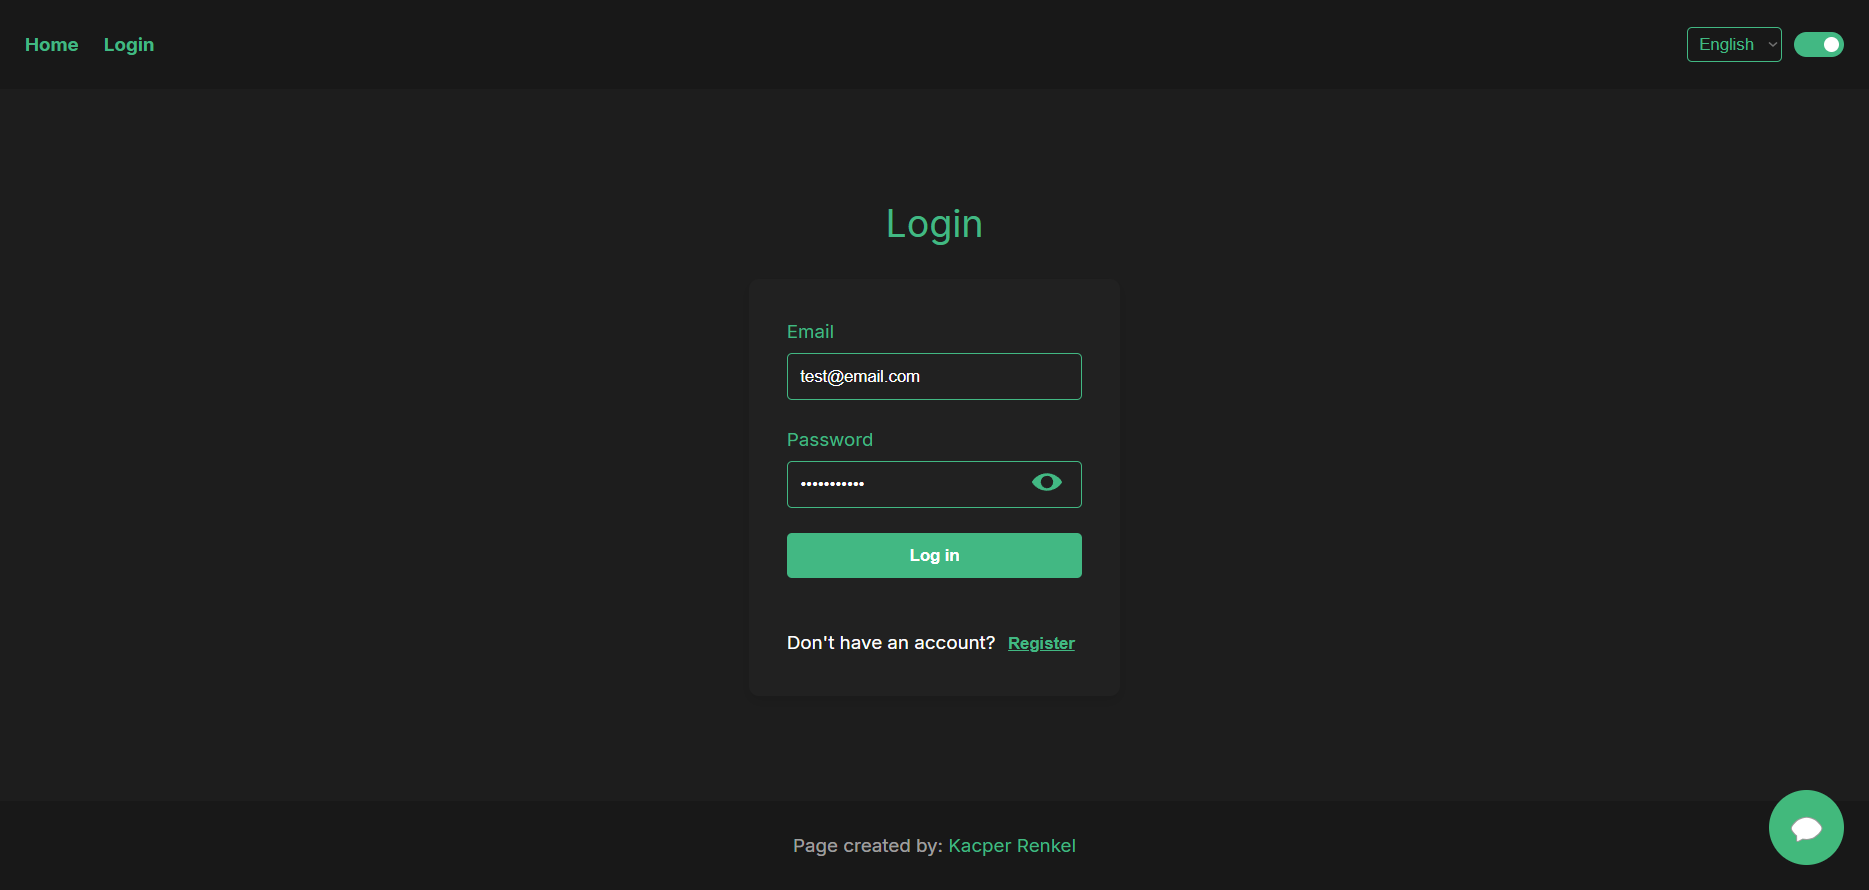 Home Login English
Login
Email
test@email.com
Password
•••••••••••
Log in
Don't have an account? Register
Page created by: Kacper Renkel